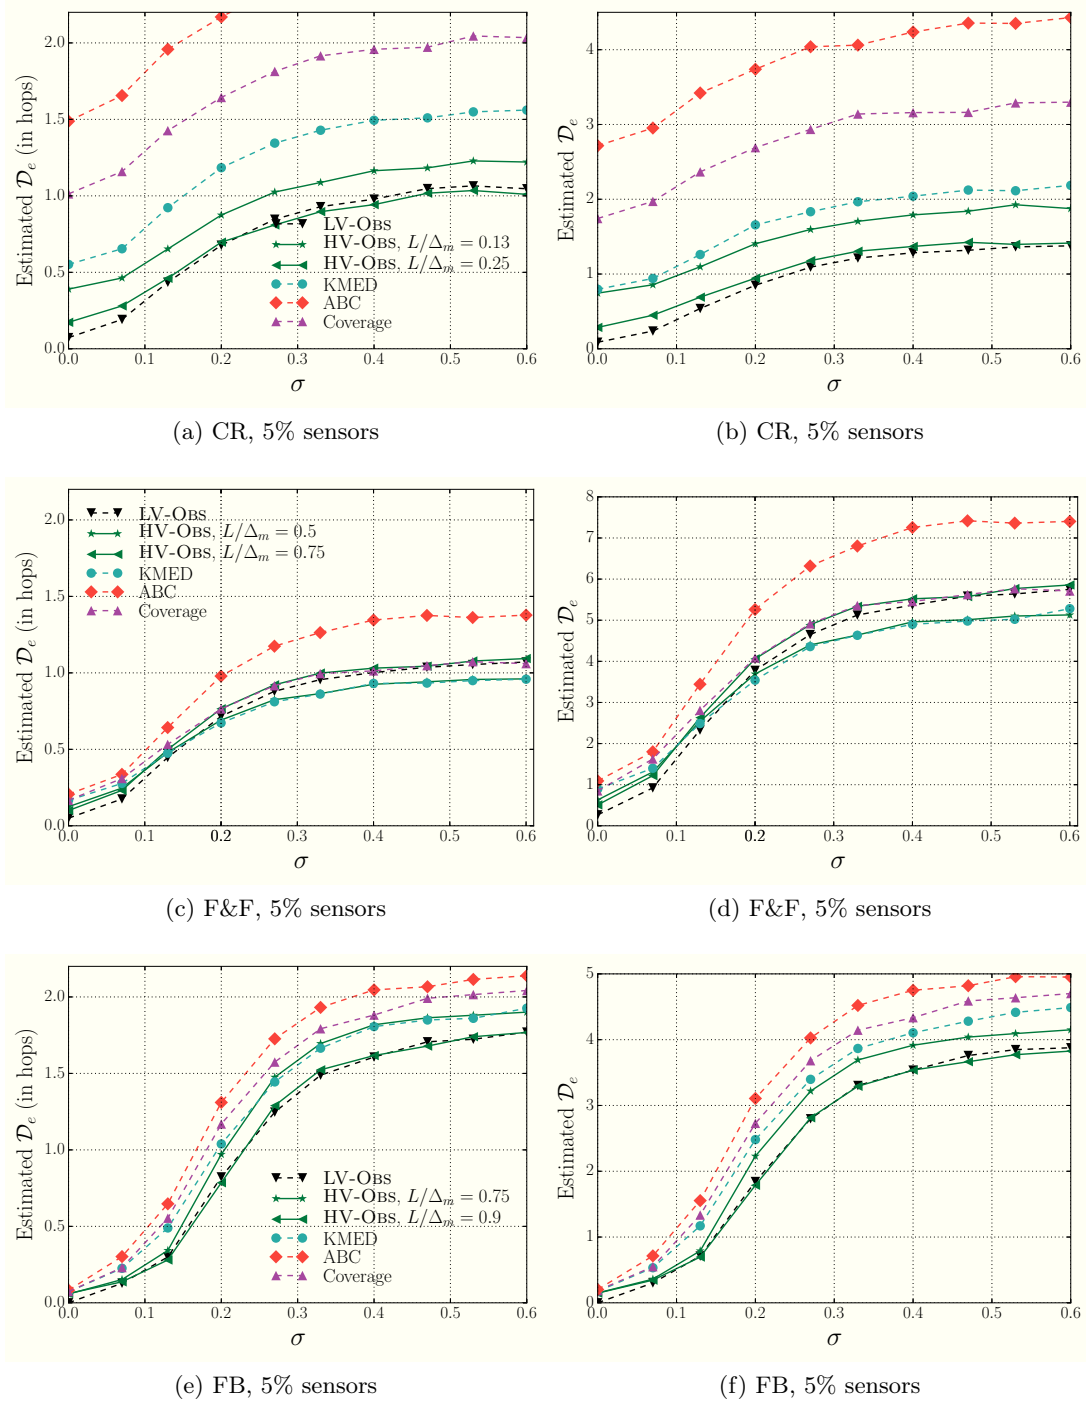 Estimated 𝒟e (in hops)
2.0
1.5
1.0
0.5
0.0
0.0 0.1 0.2 0.3 0.4 0.5 0.6
σ
LV-Obs
HV-Obs, L/Δm = 0.13
HV-Obs, L/Δm = 0.25
KMED
ABC
Coverage
(a) CR, 5% sensors
Estimated 𝒟e
4
3
2
1
0
0.0 0.1 0.2 0.3 0.4 0.5 0.6
σ
(b) CR, 5% sensors
Estimated 𝒟e (in hops)
2.0
1.5
1.0
0.5
0.0
0.0 0.1 0.2 0.3 0.4 0.5 0.6
σ
LV-Obs
HV-Obs, L/Δm = 0.5
HV-Obs, L/Δm = 0.75
KMED
ABC
Coverage
(c) F&F, 5% sensors
Estimated 𝒟e
8
7
6
5
4
3
2
1
0
0.0 0.1 0.2 0.3 0.4 0.5 0.6
σ
(d) F&F, 5% sensors
Estimated 𝒟e (in hops)
2.0
1.5
1.0
0.5
0.0
0.0 0.1 0.2 0.3 0.4 0.5 0.6
σ
LV-Obs
HV-Obs, L/Δm = 0.75
HV-Obs, L/Δm = 0.9
KMED
ABC
Coverage
(e) FB, 5% sensors
Estimated 𝒟e
5
4
3
2
1
0
0.0 0.1 0.2 0.3 0.4 0.5 0.6
σ
(f) FB, 5% sensors